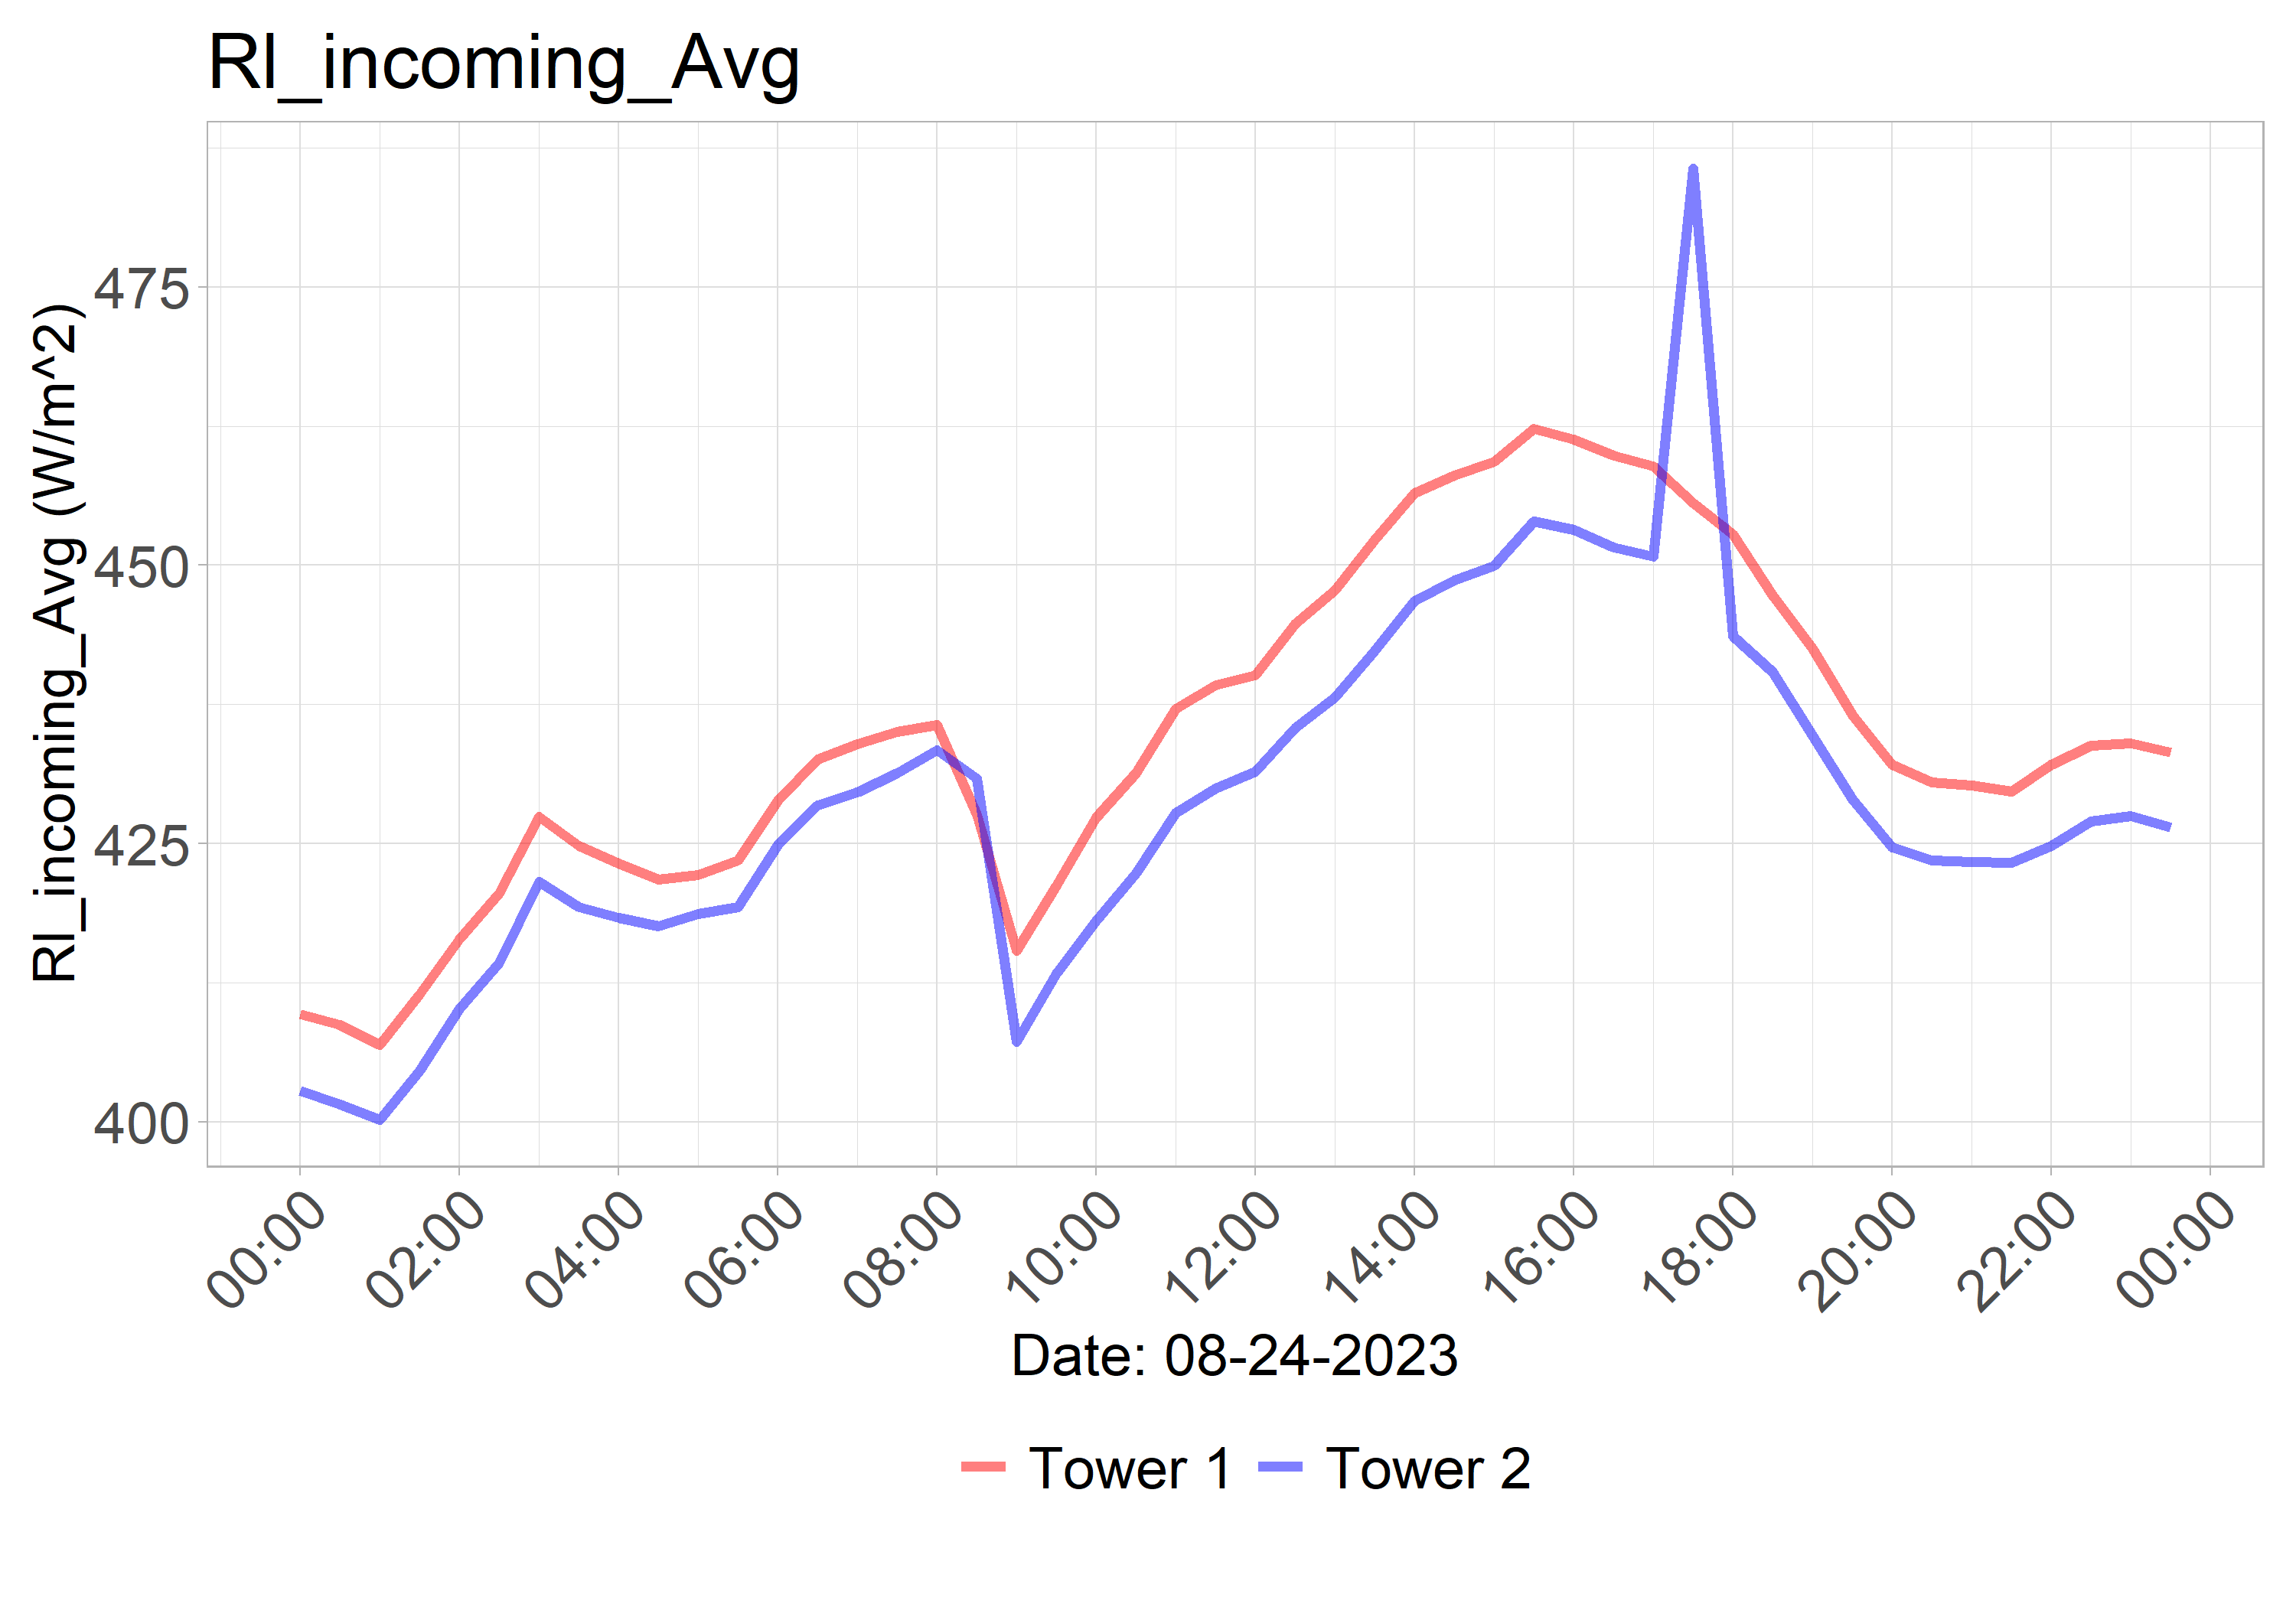 Rl_incoming_Avg
Rl_incoming_Avg (W/m^2)
475
450
425
400
00:00 02:00 04:00 06:00 08:00 10:00 12:00 14:00 16:00 18:00 20:00 22:00 00:00
Date: 08-24-2023
Tower 1 Tower 2